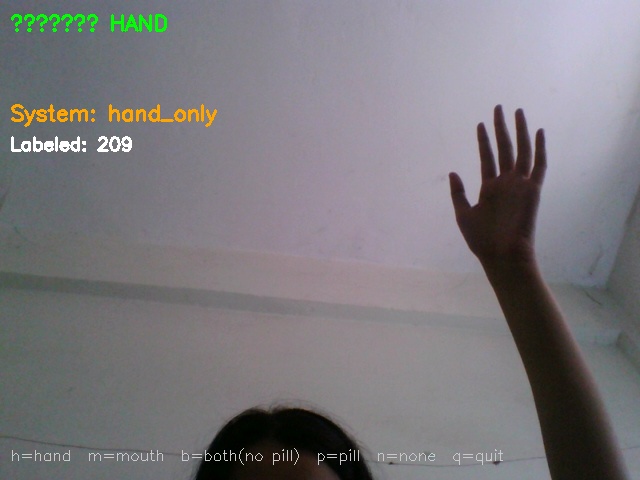 ??????? HAND
System: hand_only
Labeled: 209
h=hand m=mouth b=both(no pill) p=pill n=none q=quit